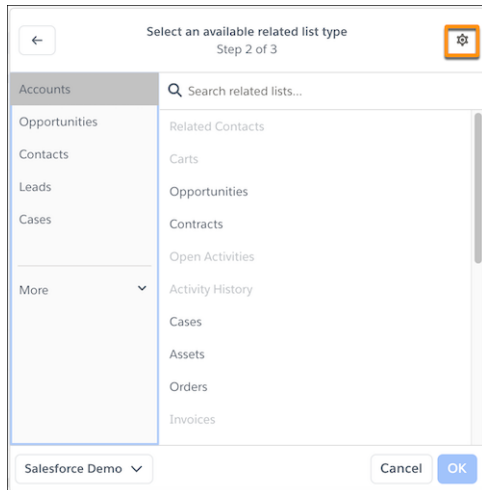 Select an available related list type
Step 2 of 3
Accounts
Opportunities
Contacts
Leads
Cases
More
Search related lists...
Related Contacts
Carts
Opportunities
Contracts
Open Activities
Activity History
Cases
Assets
Orders
Invoices
Salesforce Demo
Cancel
OK